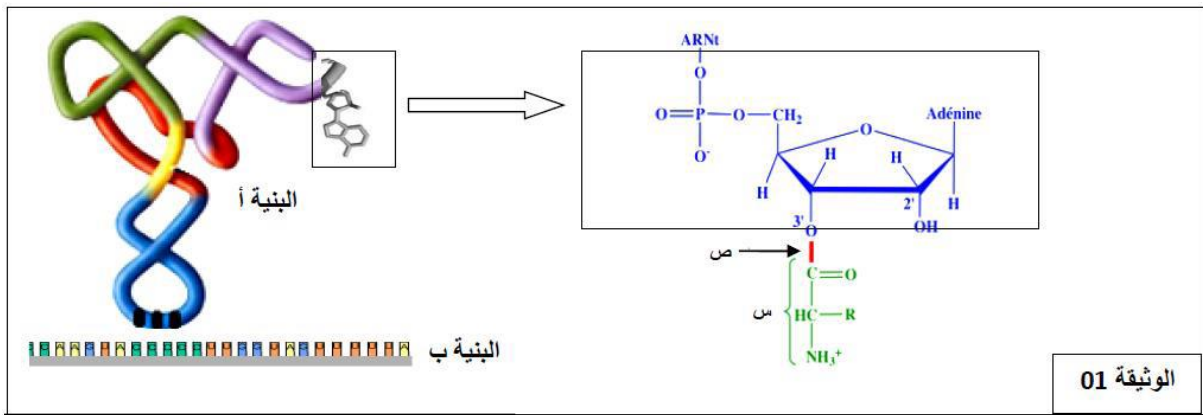 ARNt
O
O=P—O—CH₂
O⁻
O
Adénine
H
H
H
H
3'
2'
O
OH
ص
C=O
س
HC—R
NH₃⁺
البنية أ
البنية ب
الوثيقة 01